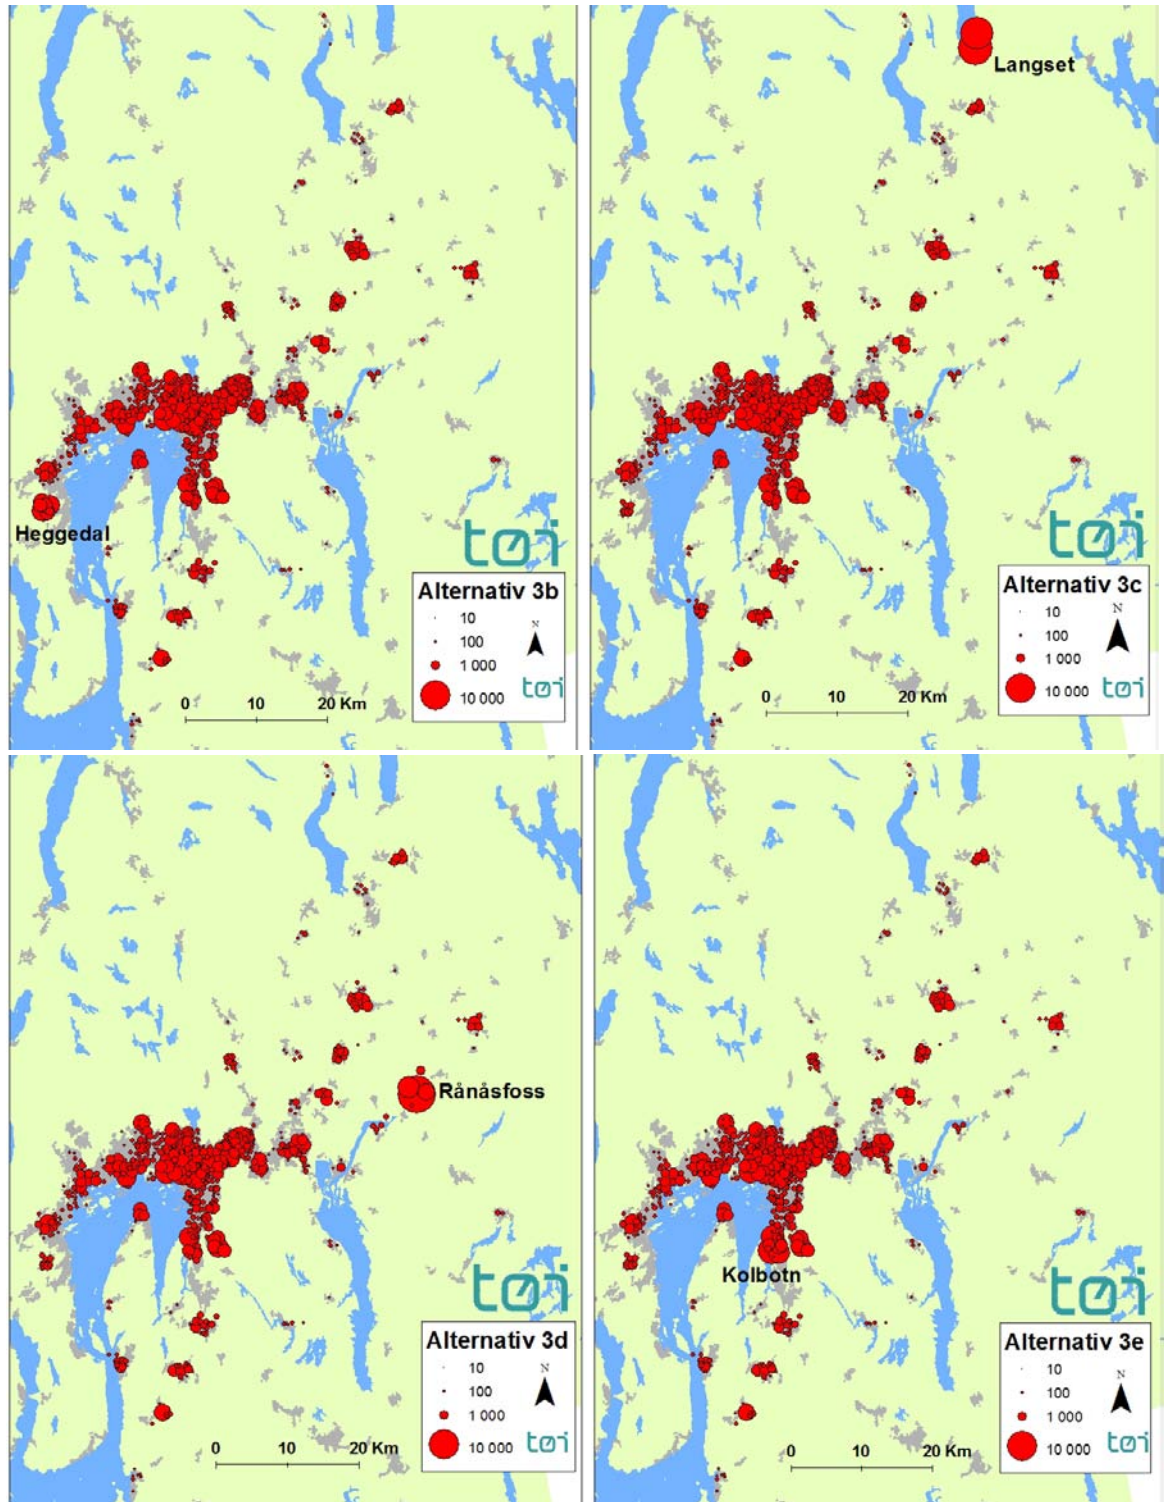 Heggedal
tøi
Alternativ 3b
10
100
1 000
10 000
N
tøi
0 10 20 Km
Langset
tøi
Alternativ 3c
10
100
1 000
10 000
N
tøi
0 10 20 Km
Rånåsfoss
tøi
Alternativ 3d
10
100
1 000
10 000
N
tøi
0 10 20 Km
Kolbotn
tøi
Alternativ 3e
10
100
1 000
10 000
N
tøi
0 10 20 Km